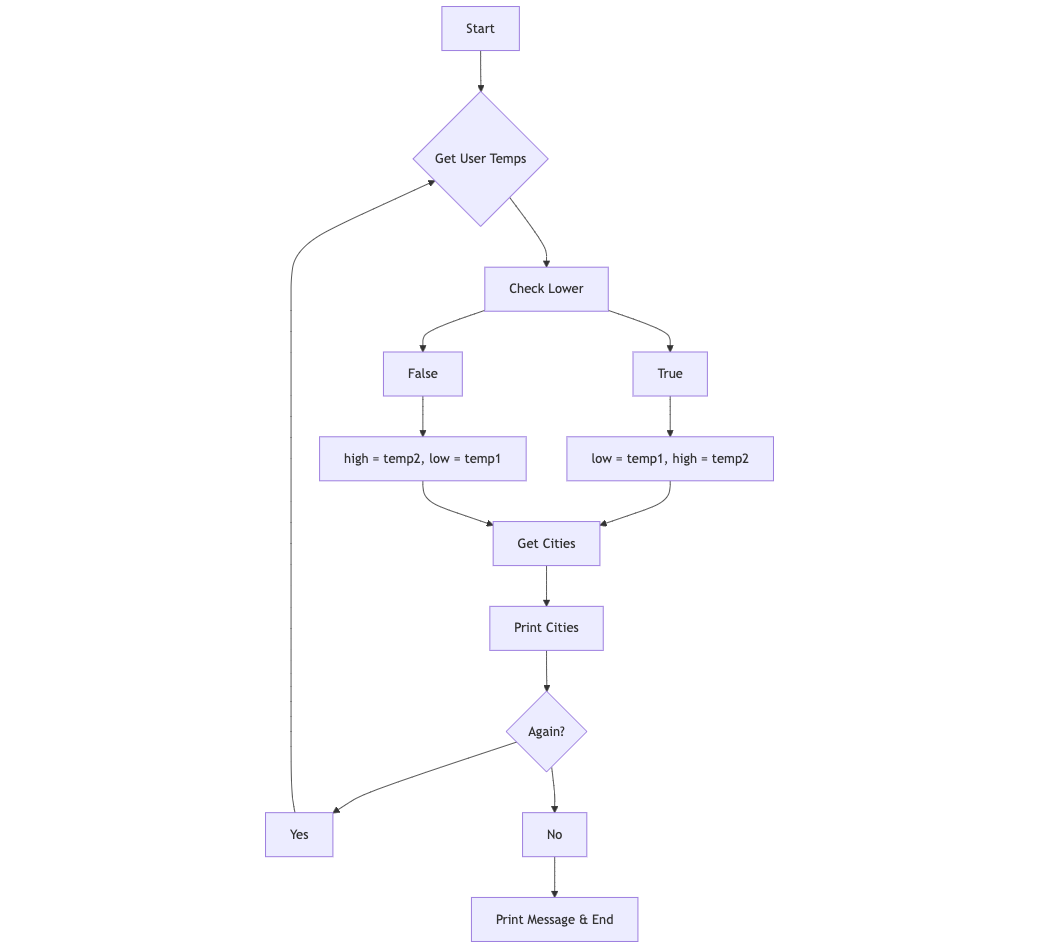 Start
Get User Temps
Check Lower
False
True
high = temp2, low = temp1
low = temp1, high = temp2
Get Cities
Print Cities
Again?
Yes
No
Print Message & End